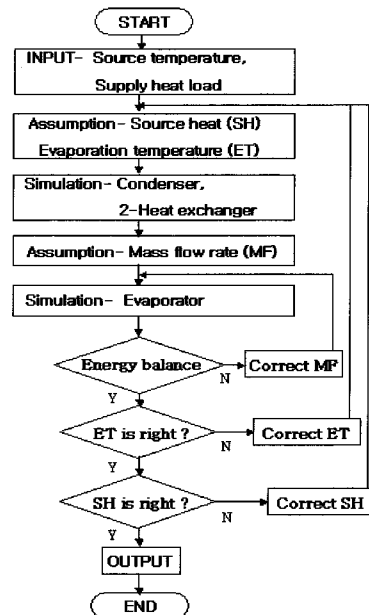 START
INPUT- Source temperature,
Supply heat load
Assumption- Source heat (SH)
Evaporation temperature (ET)
Simulation- Condenser,
2-Heat exchanger
Assumption- Mass flow rate (MF)
Simulation- Evaporator
Energy balance
N
Correct MF
Y
ET is right ?
N
Correct ET
Y
SH is right ?
N
Correct SH
Y
OUTPUT
END